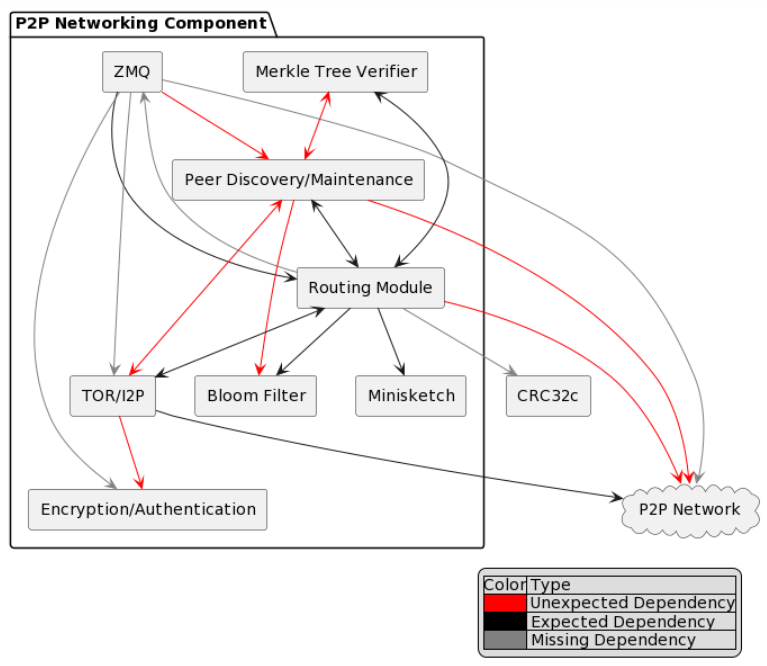 P2P Networking Component
ZMQ
Merkle Tree Verifier
Peer Discovery/Maintenance
Routing Module
TOR/I2P
Bloom Filter
Minisketch
CRC32c
Encryption/Authentication
P2P Network
Color Type
Unexpected Dependency
Expected Dependency
Missing Dependency